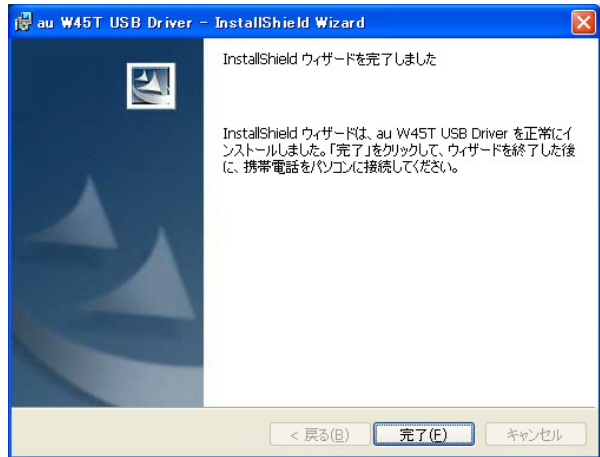 au W45T USB Driver - InstallShield Wizard
InstallShield ウィザードを完了しました
InstallShield ウィザードは、au W45T USB Driver を正常にイ
ンストールしました。「完了」をクリックして、ウィザードを終了した後
に、携帯電話をパソコンに接続してください。
< 戻る(B) 完了(F) キャンセル